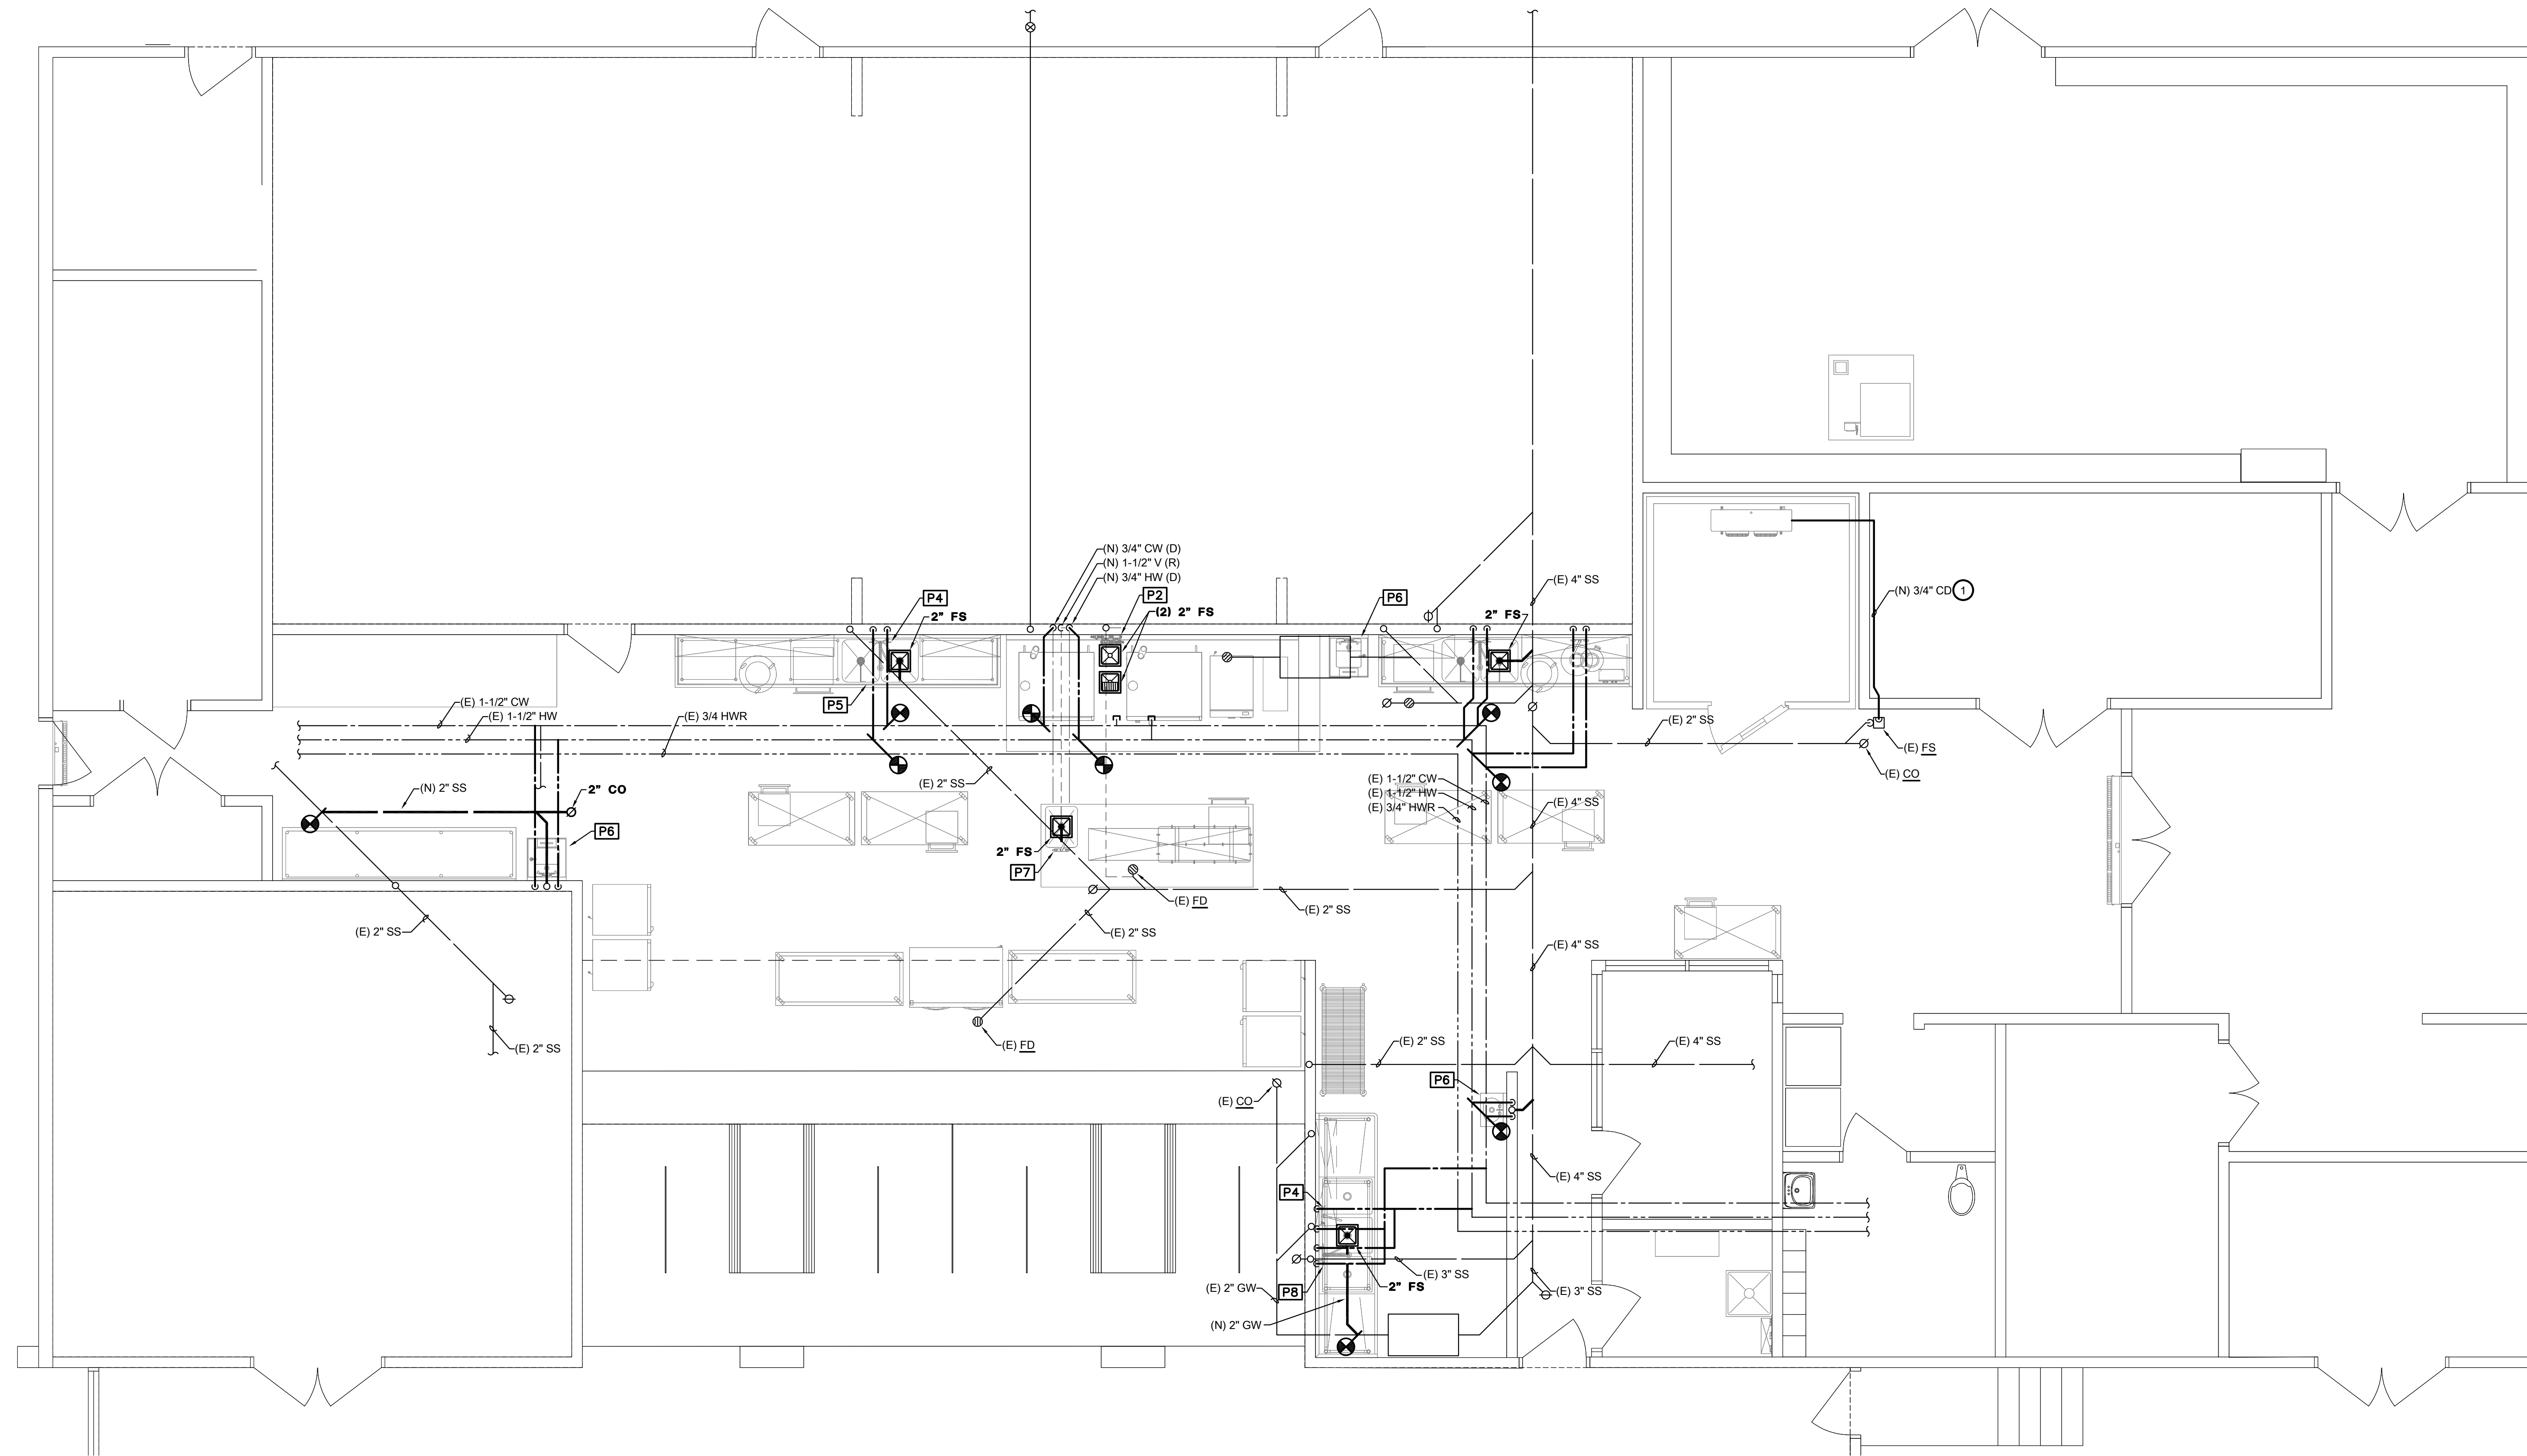 (N) 3/4" CW (D)
(N) 1-1/2" V (R)
(N) 3/4" HW (D)
P2
(2) 2" FS
P4
2" FS
P6
2" FS
(E) 4" SS
(N) 3/4" CD 1
P5
(E) 1-1/2" CW
(E) 1-1/2" HW
(E) 3/4 HWR
(E) 2" SS
(E) FS
(E) CO
(E) 2" SS
(E) 1-1/2" CW
(E) 1-1/2" HW
(E) 3/4" HWR
(E) 4" SS
(N) 2" SS
2" CO
P6
2" FS
P7
(E) FD
(E) 2" SS
(E) 2" SS
(E) 2" SS
(E) 4" SS
(E) 2" SS
(E) FD
(E) 2" SS
(E) 4" SS
P6
(E) CO
(E) 4" SS
P4
(E) 3" SS
(E) 2" GW
P8
2" FS
(E) 3" SS
(N) 2" GW